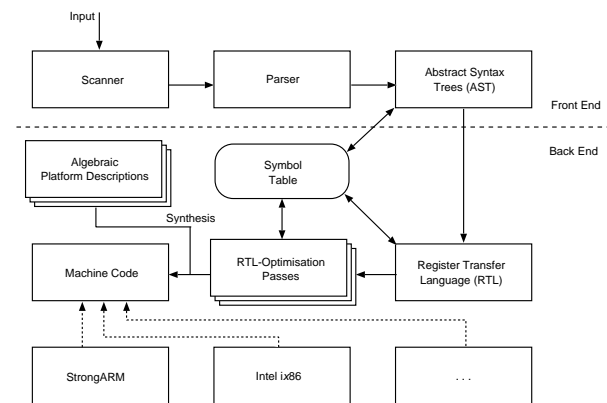 Input
Scanner
Parser
Abstract Syntax
Trees (AST)
Front End
Back End
Algebraic
Platform Descriptions
Symbol
Table
Synthesis
Machine Code
RTL-Optimisation
Passes
Register Transfer
Language (RTL)
StrongARM
Intel ix86
. . .